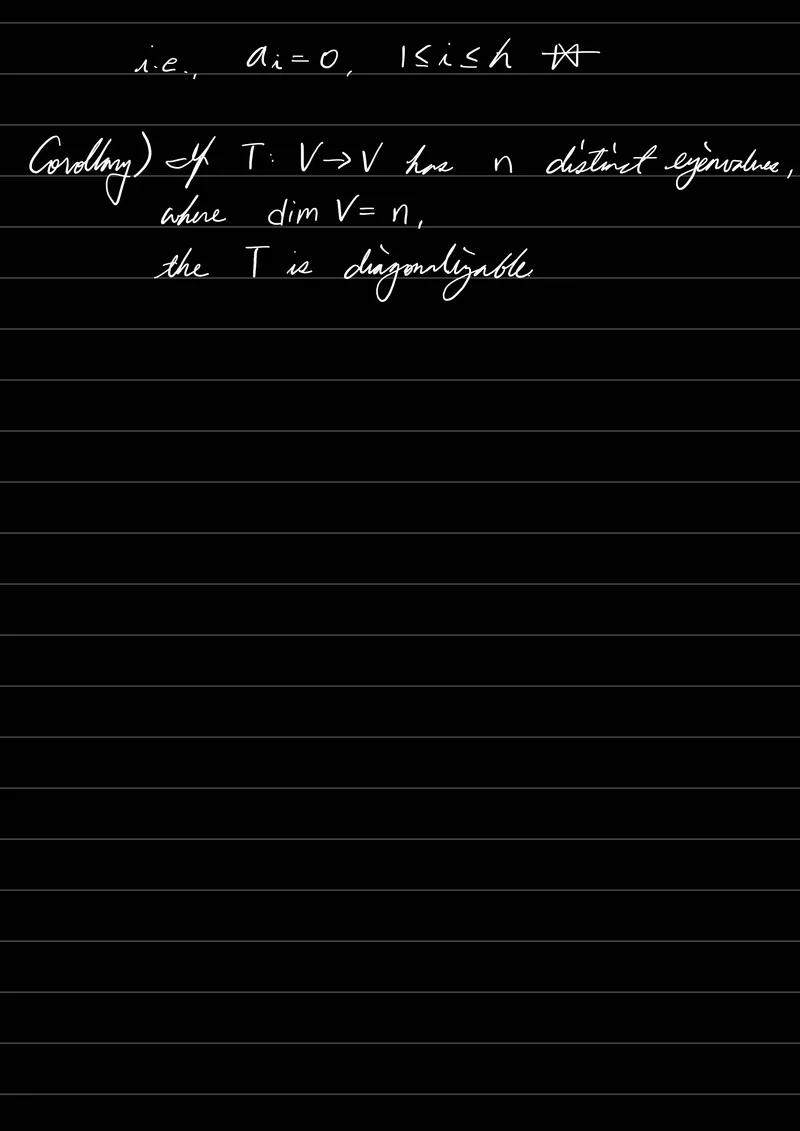 i.e., aᵢ = 0, 1 ≤ i ≤ h
Corollary) If T: V → V has n distinct eigenvalues,
where dim V = n,
the T is diagonalizable.